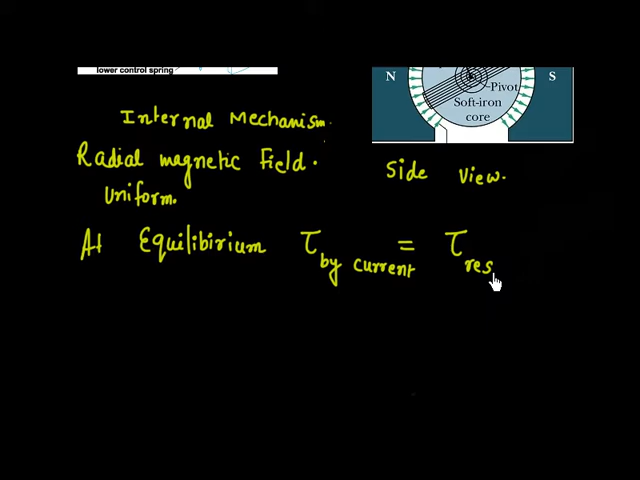 lower control spring
N
S
Pivot
Soft-iron
core
Internal Mechanism.
Radial magnetic Field.
Uniform.
Side View.
At Equilibirium τ by current = τ res